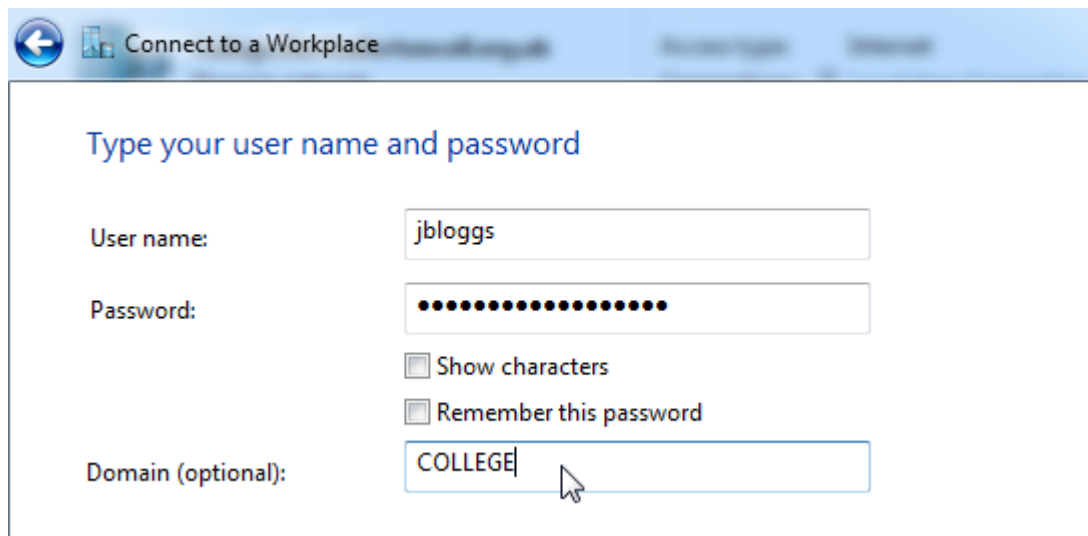 Connect to a Workplace
Type your user name and password
User name: jbloggs
Password: ••••••••••••••••••
Show characters
Remember this password
Domain (optional): COLLEGE